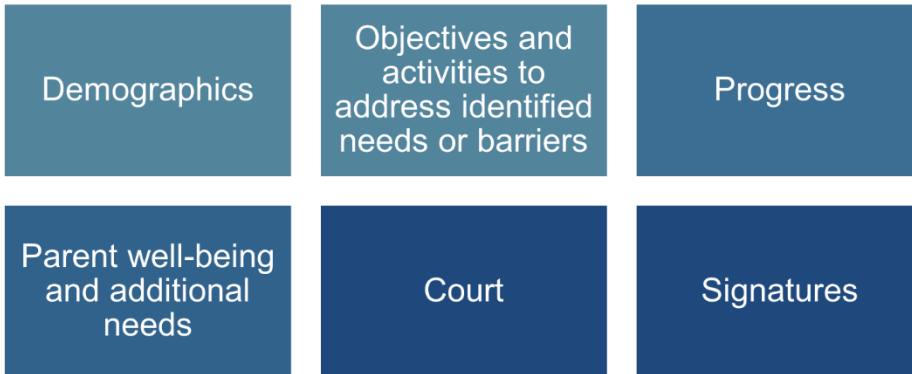 Demographics
Objectives and
activities to
address identified
needs or barriers
Progress
Parent well-being
and additional
needs
Court
Signatures